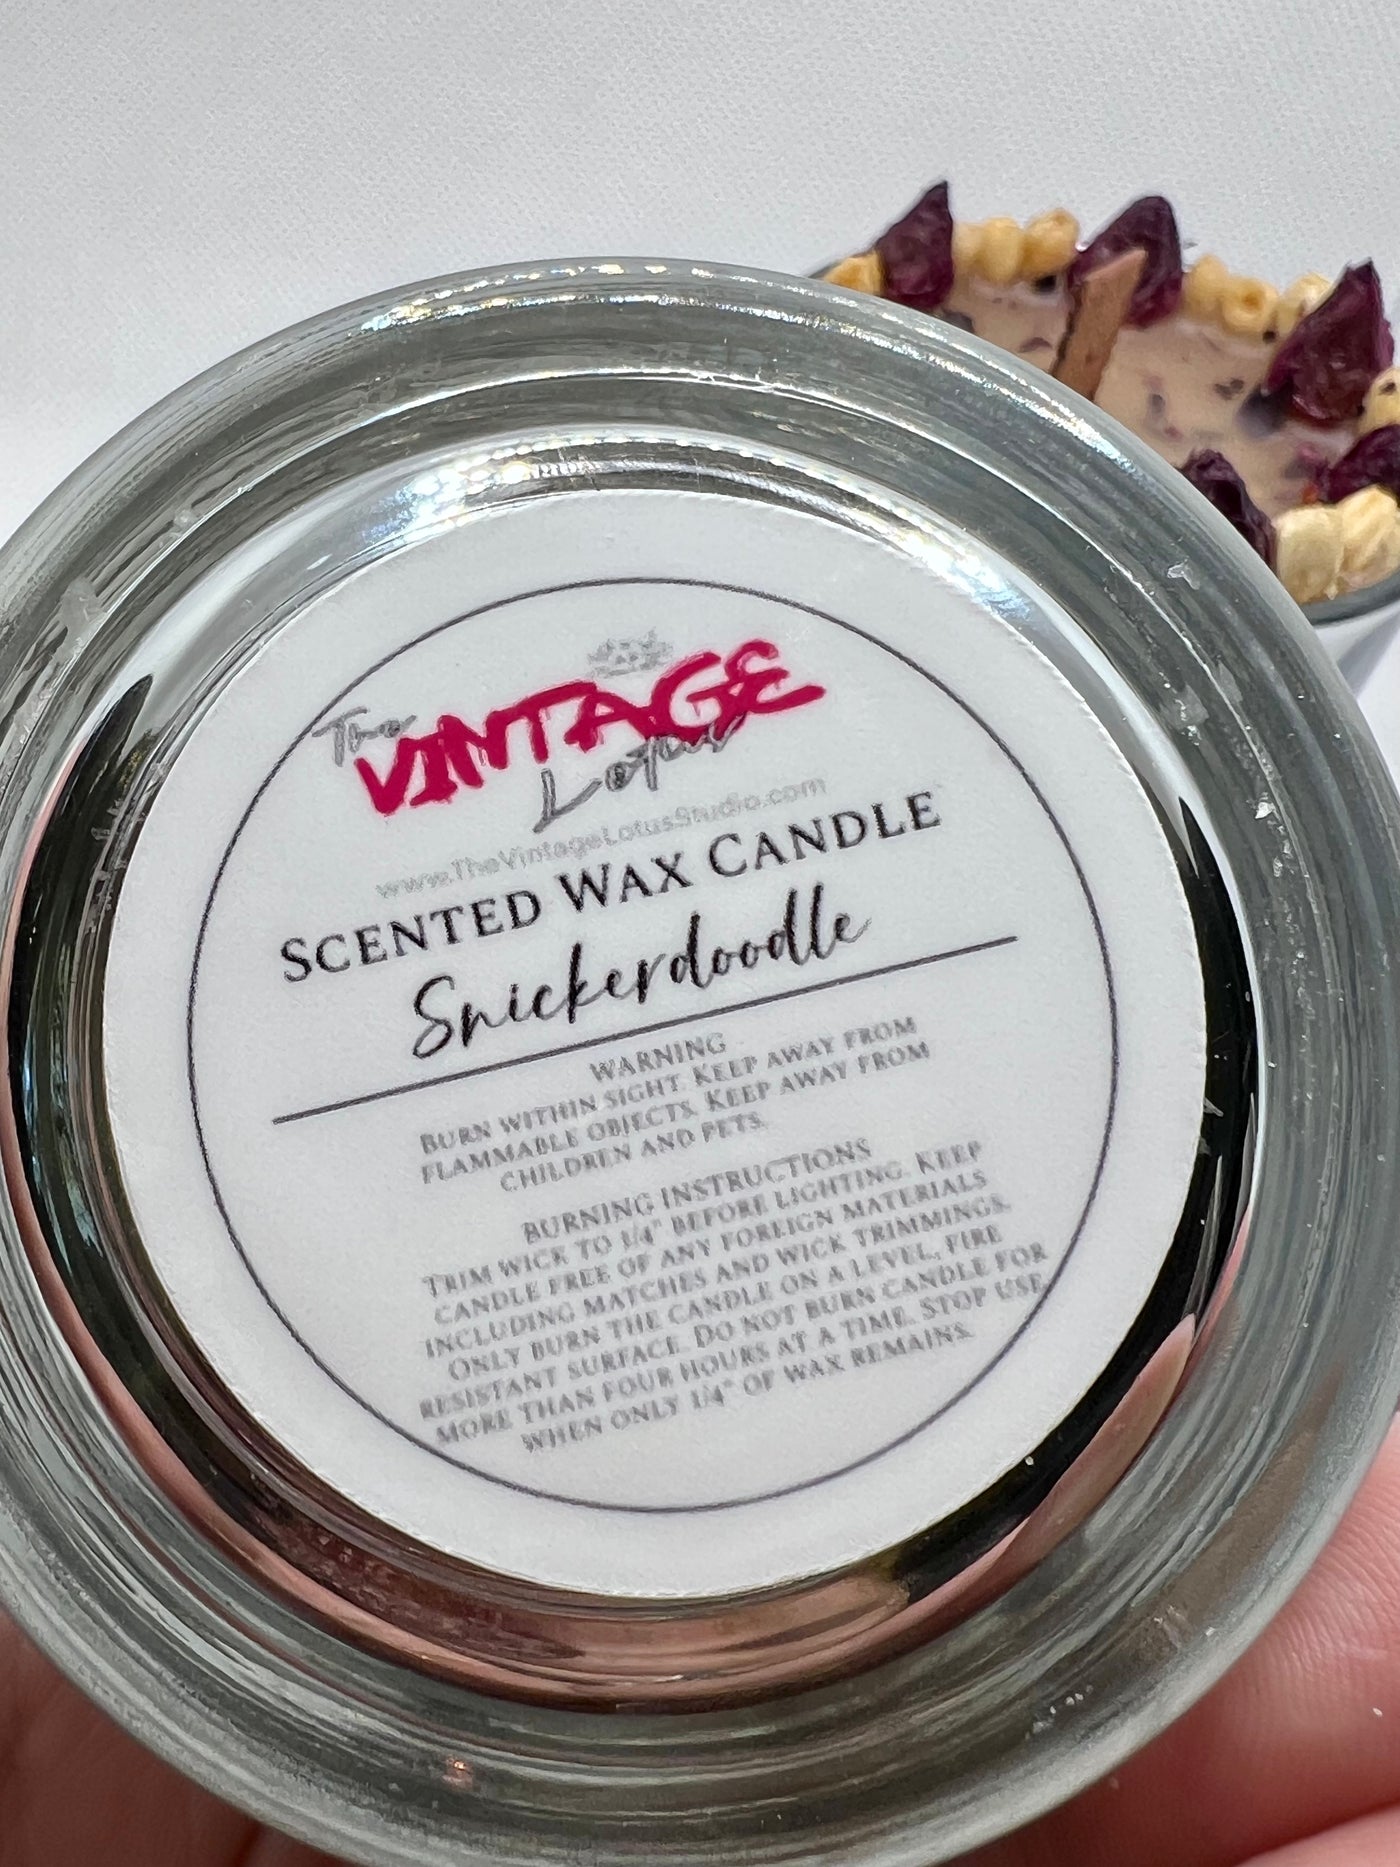 The
VINTAGE
Lotus
www.TheVintageLotusStudio.com
SCENTED WAX CANDLE
Snickerdoodle
WARNING
BURN WITHIN SIGHT. KEEP AWAY FROM
FLAMMABLE OBJECTS. KEEP AWAY FROM
CHILDREN AND PETS.
BURNING INSTRUCTIONS
TRIM WICK TO 1/4" BEFORE LIGHTING. KEEP
CANDLE FREE OF ANY FOREIGN MATERIALS
INCLUDING MATCHES AND WICK TRIMMINGS.
ONLY BURN THE CANDLE ON A LEVEL, FIRE
RESISTANT SURFACE. DO NOT BURN CANDLE FOR
MORE THAN FOUR HOURS AT A TIME. STOP USE
WHEN ONLY 1/4" OF WAX REMAINS.